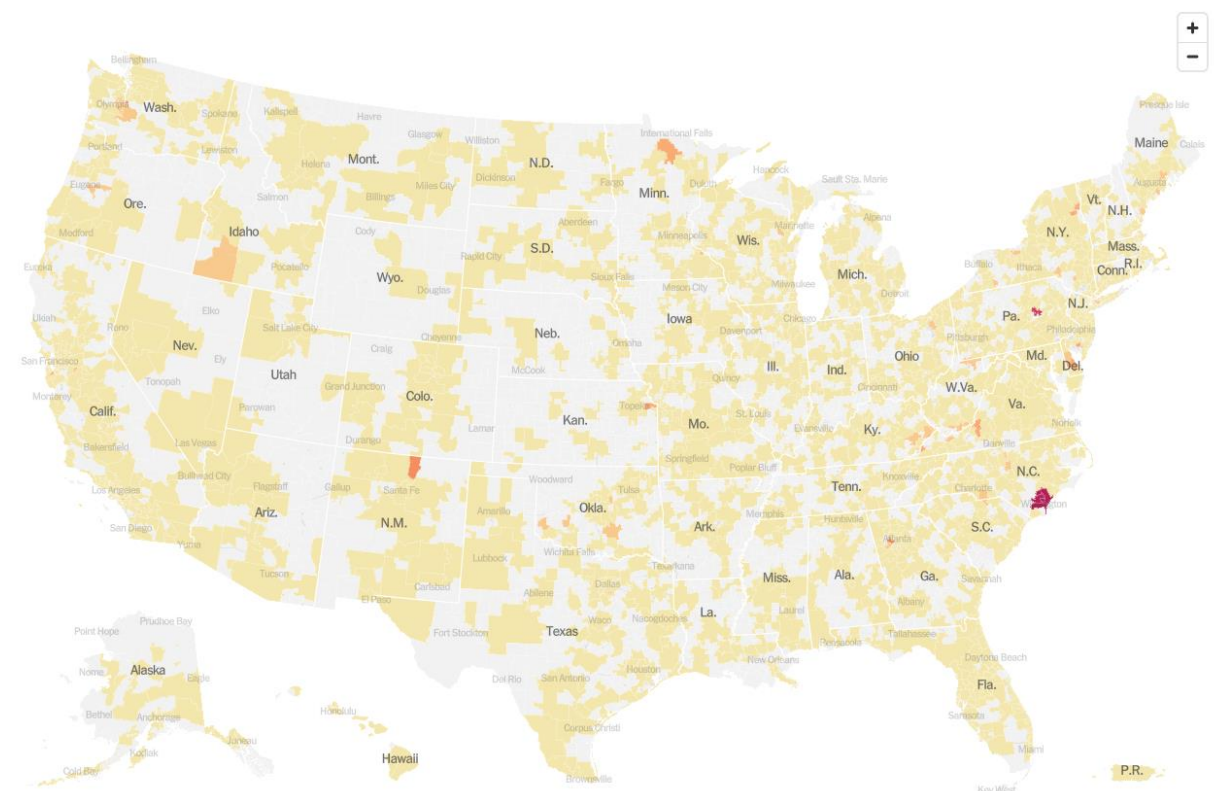 +
−
Bellingham
Presque Isle
Olympia
Wash.
Spokane
Kalispell
Havre
Glasgow
Williston
International Falls
Maine
Calais
Portland
Lewiston
Helena
Mont.
N.D.
Hancock
Sault Ste. Marie
Augusta
Eugene
Salmon
Billings
Miles City
Dickinson
Fargo
Minn.
Duluth
Vt.
N.H.
Ore.
Idaho
Aberdeen
Marinette
Alpena
Medford
Cody
Rapid City
S.D.
Minneapolis
Wis.
N.Y.
Mass.
Eureka
Pocatello
Wyo.
Sioux Falls
Mich.
Buffalo
Ithaca
Conn.
R.I.
Douglas
Mason City
Milwaukee
Detroit
Elko
Ukiah
Reno
Salt Lake City
Cheyenne
Neb.
Iowa
Chicago
Pa.
N.J.
Nev.
Craig
Omaha
Davenport
Pittsburgh
Philadelphia
San Francisco
Ely
Utah
McCook
Ill.
Ind.
Ohio
Md.
Del.
Monterey
Tonopah
Grand Junction
Colo.
Quincy
Cincinnati
W.Va.
Calif.
Parowan
Topeka
Kan.
Mo.
St. Louis
Va.
Bakersfield
Las Vegas
Durango
Lamar
Evansville
Ky.
Danville
Norfolk
Springfield
Los Angeles
Bullhead City
Flagstaff
Gallup
Santa Fe
Woodward
Tulsa
Poplar Bluff
Tenn.
Knoxville
N.C.
Charlotte
Wilmington
San Diego
Ariz.
N.M.
Amarillo
Okla.
Ark.
Memphis
Huntsville
Atlanta
S.C.
Yuma
Tucson
Lubbock
Wichita Falls
Texarkana
Miss.
Ala.
Ga.
Savannah
Carlsbad
El Paso
Abilene
Dallas
Laurel
Albany
Prudhoe Bay
Point Hope
Fort Stockton
Texas
Waco
Nacogdoches
La.
Pensacola
Tallahassee
Nome
Alaska
Eagle
Del Rio
San Antonio
Houston
New Orleans
Daytona Beach
Fla.
Bethel
Anchorage
Honolulu
Corpus Christi
Sarasota
Kodiak
Juneau
Hawaii
Miami
Cold Bay
Brownsville
Key West
P.R.